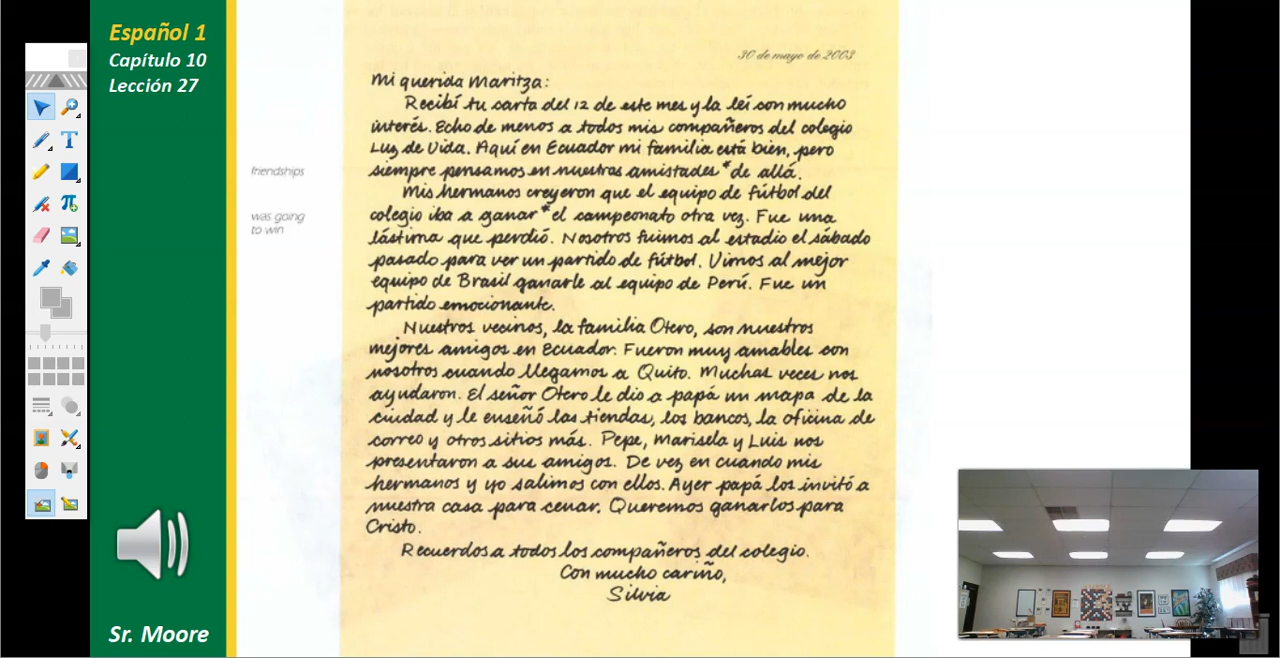 Español 1
Capítulo 10
Lección 27
30 de mayo de 2003
Mi querida Maritza:
Recibí tu carta del 12 de este mes y la leí con mucho
interés. Echo de menos a todos mis compañeros del colegio
Luz de Vida. Aquí en Ecuador mi familia está bien, pero
siempre pensamos en nuestras amistades * de allá.
friendships
Mis hermanos creyeron que el equipo de fútbol del
colegio iba a ganar * el campeonato otra vez. Fue una
was going
to win
lástima que perdió. Nosotros fuimos al estadio el sábado
pasado para ver un partido de fútbol. Vimos al mejor
equipo de Brasil ganarle al equipo de Perú. Fue un
partido emocionante.
Nuestros vecinos, la familia Otero, son nuestros
mejores amigos en Ecuador. Fueron muy amables con
nosotros cuando llegamos a Quito. Muchas veces nos
ayudaron. El señor Otero le dio a papá un mapa de la
ciudad y le enseñó las tiendas, los bancos, la oficina de
correo y otros sitios más. Pepe, Marisela y Luis nos
presentaron a sus amigos. De vez en cuando mis
hermanos y yo salimos con ellos. Ayer papá los invitó a
nuestra casa para cenar. Queremos ganarlos para
Cristo.
Recuerdos a todos los compañeros del colegio.
Con mucho cariño,
Silvia
Sr. Moore